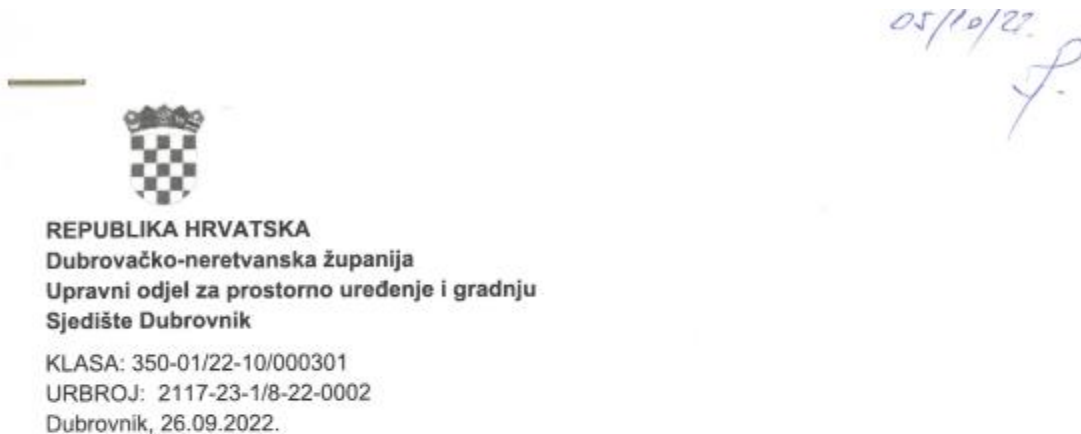 05/10/22.
REPUBLIKA HRVATSKA
Dubrovačko-neretvanska županija
Upravni odjel za prostorno uređenje i gradnju
Sjedište Dubrovnik
KLASA: 350-01/22-10/000301
URBROJ:  2117-23-1/8-22-0002
Dubrovnik, 26.09.2022.